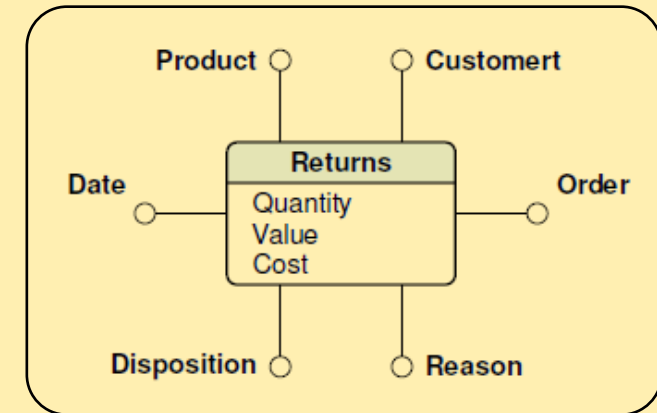 Product
Customert
Returns
Date
Order
Quantity
Value
Cost
Disposition
Reason